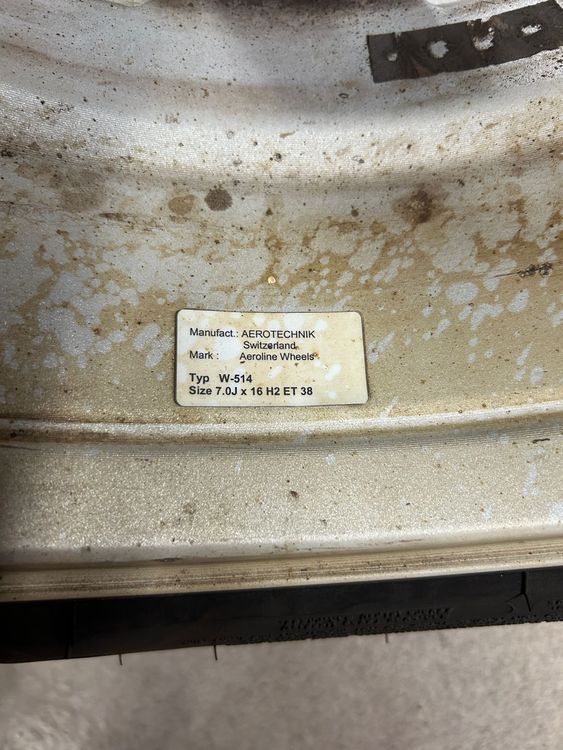 Manufact.: AEROTECHNIK
Switzerland
Mark : Aeroline Wheels
Typ W-514
Size 7.0J x 16 H2 ET 38